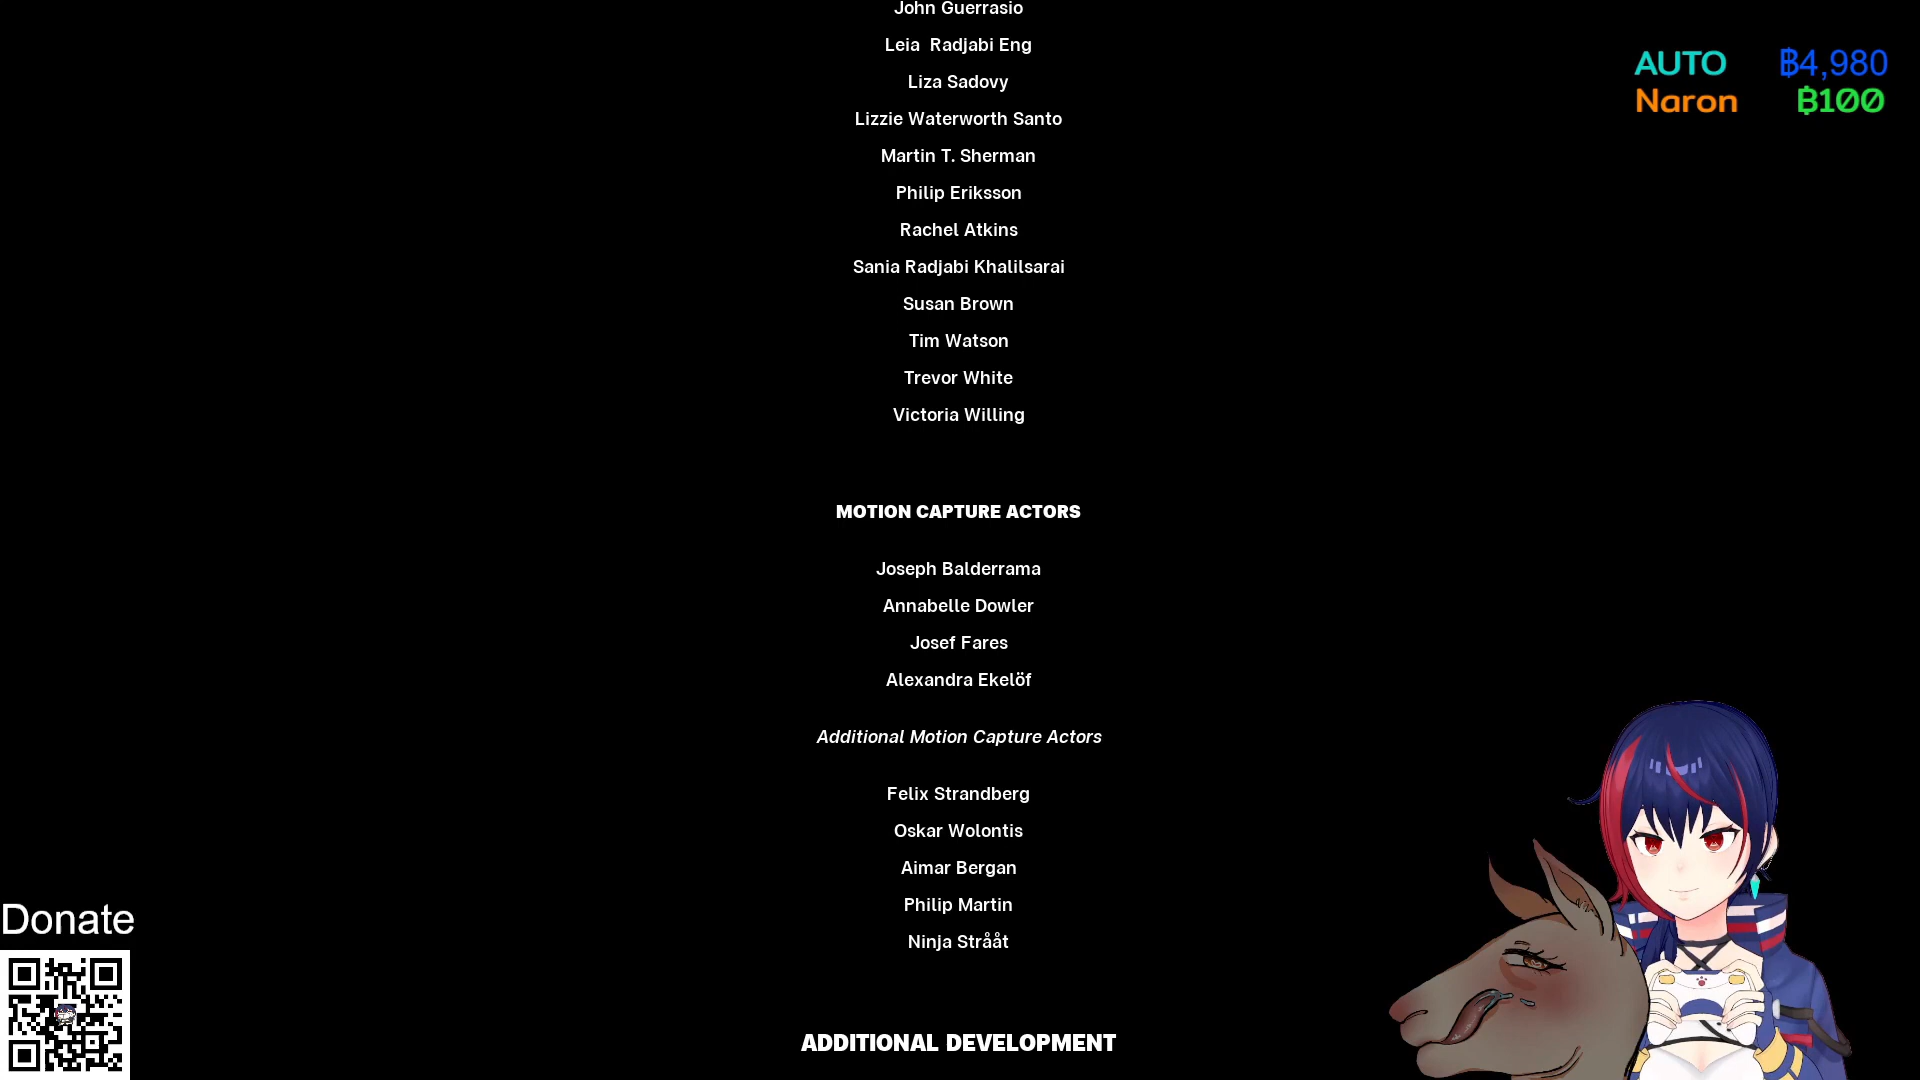 John Guerrasio
Leia  Radjabi Eng
Liza Sadovy
Lizzie Waterworth Santo
Martin T. Sherman
Philip Eriksson
Rachel Atkins
Sania Radjabi Khalilsarai
Susan Brown
Tim Watson
Trevor White
Victoria Willing
MOTION CAPTURE ACTORS
Joseph Balderrama
Annabelle Dowler
Josef Fares
Alexandra Ekelöf
Additional Motion Capture Actors
Felix Strandberg
Oskar Wolontis
Aimar Bergan
Philip Martin
Ninja Strååt
ADDITIONAL DEVELOPMENT
AUTO ฿4,980
Naron ฿100
Donate